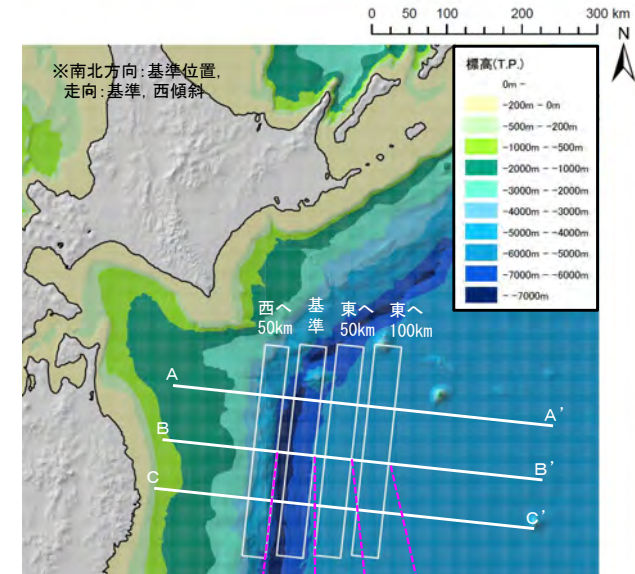 0 50 100 200 300 km
N
※南北方向:基準位置,
走向:基準, 西傾斜
標高(T.P.)
0m -
-200m - 0m
-500m - -200m
-1000m - -500m
-2000m - -1000m
-3000m - -2000m
-4000m - -3000m
-5000m - -4000m
-6000m - -5000m
-7000m - -6000m
- -7000m
西へ 基 東へ 東へ
50km 準 50km 100km
A
A'
B
B'
C
C'